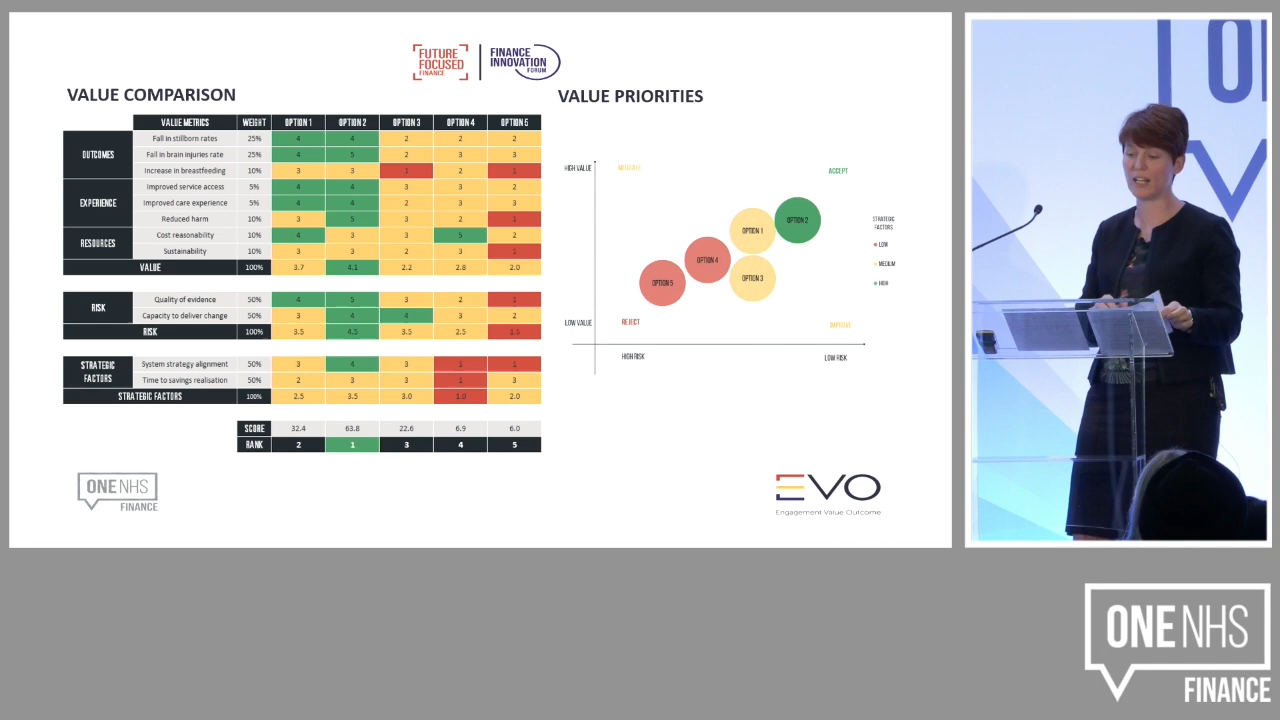 FUTURE
FOCUSED
FINANCE
FINANCE
INNOVATION
FORUM
VALUE COMPARISON
VALUE METRICS WEIGHT OPTION 1 OPTION 2 OPTION 3 OPTION 4 OPTION 5
OUTCOMES
Fall in stillborn rates 25% 4 4 2 2 2
Fall in brain injuries rate 25% 4 5 2 3 3
Increase in breastfeeding 10% 3 3 1 2 1
EXPERIENCE
Improved service access 5% 4 4 3 3 2
Improved care experience 5% 4 4 2 3 3
Reduced harm 10% 3 5 3 2 1
RESOURCES
Cost reasonability 10% 4 3 3 5 2
Sustainability 10% 3 3 2 3 1
VALUE 100% 3.7 4.1 2.2 2.8 2.0
RISK
Quality of evidence 50% 4 5 3 2 1
Capacity to deliver change 50% 3 4 4 3 2
RISK 100% 3.5 4.5 3.5 2.5 1.5
STRATEGIC
FACTORS
System strategy alignment 50% 3 4 3 1 1
Time to savings realisation 50% 2 3 3 1 3
STRATEGIC FACTORS 100% 2.5 3.5 3.0 1.0 2.0
SCORE 32.4 63.8 22.6 6.9 6.0
RANK 2 1 3 4 5
VALUE PRIORITIES
HIGH VALUE
MITIGATE
ACCEPT
OPTION 2
OPTION 1
OPTION 4
OPTION 3
OPTION 5
STRATEGIC
FACTORS
LOW
MEDIUM
HIGH
LOW VALUE
REJECT
IMPROVE
HIGH RISK
LOW RISK
ONE NHS
FINANCE
EVO
Engagement Value Outcome
ONE NHS
FINANCE